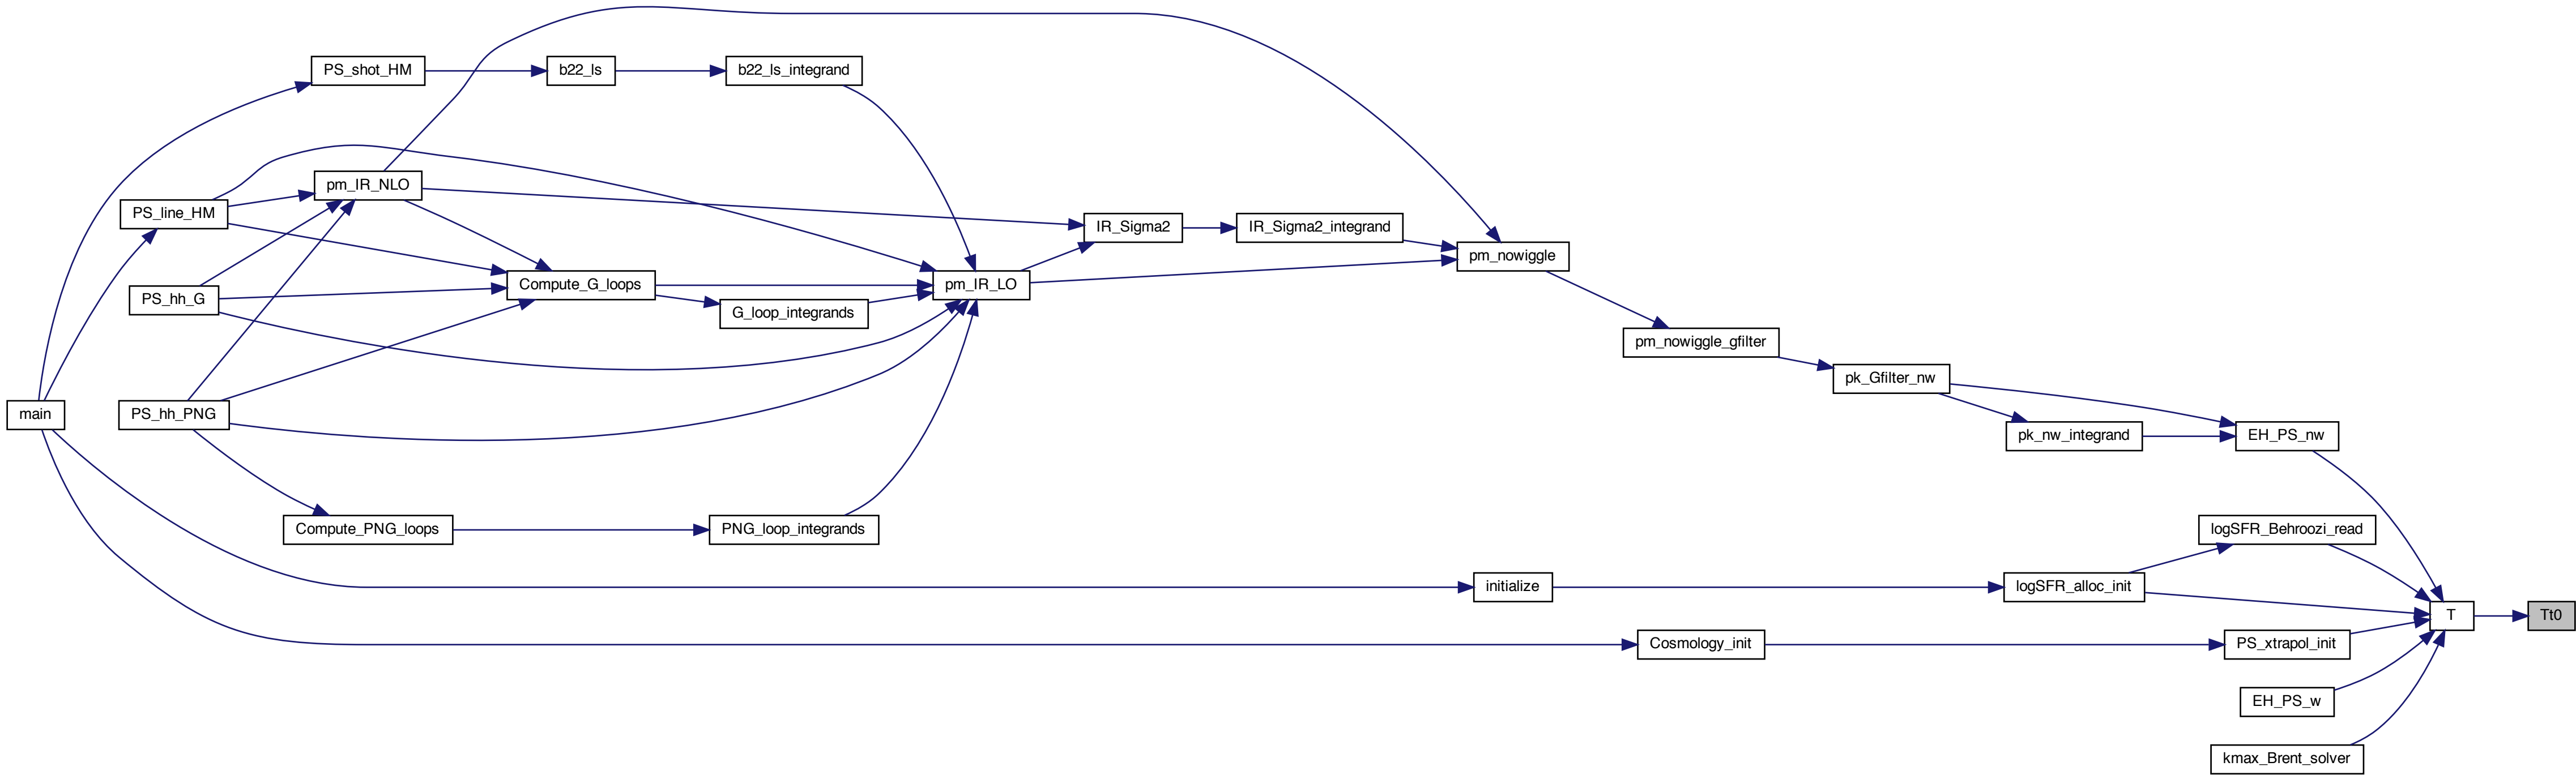 PS_shot_HM
b22_ls
b22_ls_integrand
pm_IR_NLO
PS_line_HM
IR_Sigma2
IR_Sigma2_integrand
pm_nowiggle
PS_hh_G
Compute_G_loops
G_loop_integrands
pm_IR_LO
pm_nowiggle_gfilter
pk_Gfilter_nw
main
PS_hh_PNG
pk_nw_integrand
EH_PS_nw
Compute_PNG_loops
PNG_loop_integrands
logSFR_Behroozi_read
initialize
logSFR_alloc_init
T
Tt0
Cosmology_init
PS_xtrapol_init
EH_PS_w
kmax_Brent_solver